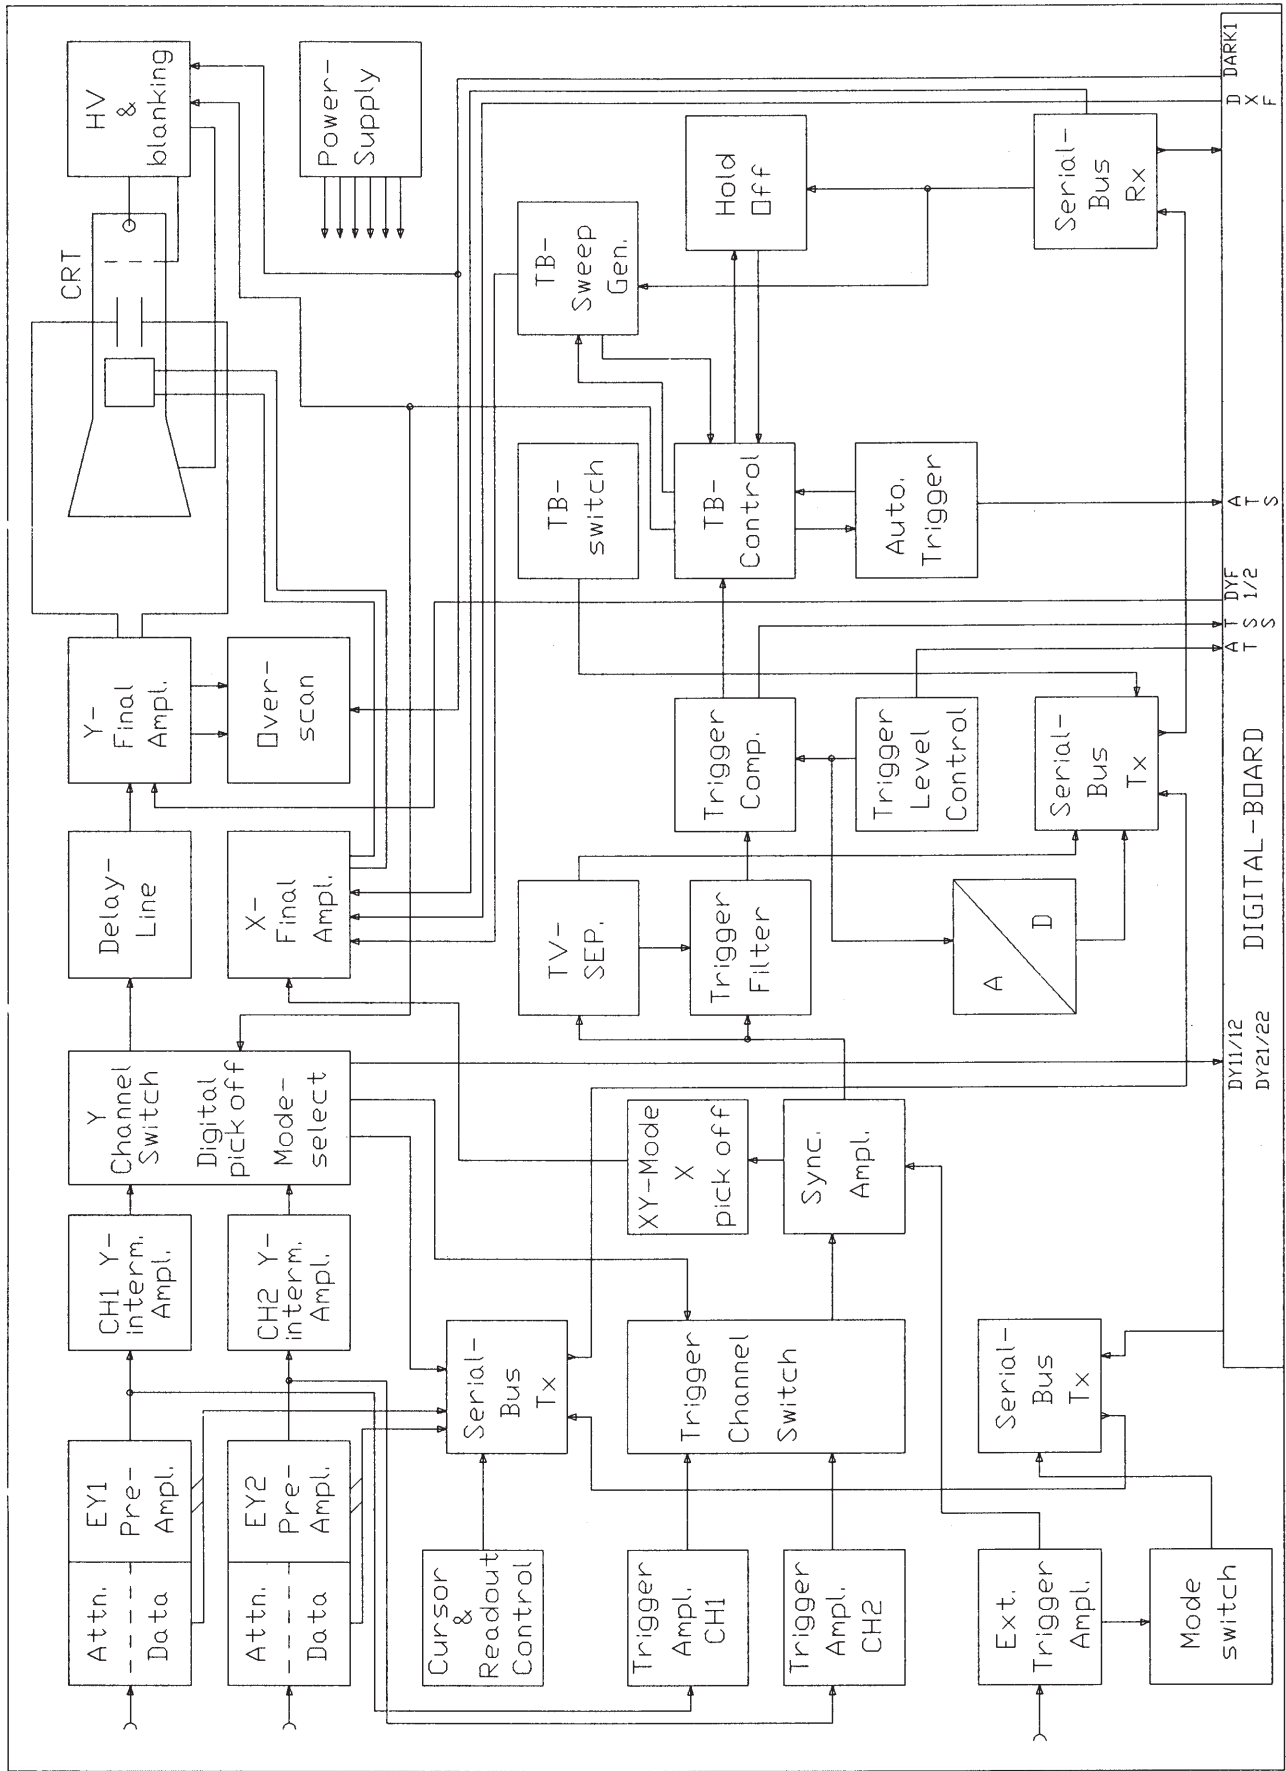 Attn.
Data
EY1
Pre-
Ampl.
CH1 Y-
interm.
Ampl.
Y
Channel
Switch
Digital
pick off
Mode-
select
Delay-
Line
Y-
Final
Ampl.
CRT
HV
&
blanking
Attn.
Data
EY2
Pre-
Ampl.
CH2 Y-
interm.
Ampl.
X-
Final
Ampl.
Over-
scan
Power-
Supply
Cursor
&
Readout
Control
Serial-
Bus
Tx
TV-
SEP.
TB-
switch
TB-
Sweep
Gen.
Trigger
Ampl.
CH1
Trigger
Channel
Switch
XY-Mode
X
pick off
Trigger
Filter
Trigger
Comp.
TB-
Control
Hold
Off
Trigger
Ampl.
CH2
Sync.
Ampl.
Trigger
Level
Control
Auto.
Trigger
Ext.
Trigger
Ampl.
Serial-
Bus
Tx
A
D
Serial-
Bus
Tx
Serial-
Bus
Rx
Mode
switch
DY11/12
DY21/22
DIGITAL-BOARD
A
T
S
T
S
S
DYF
1/2
A
T
S
D
X
F
DARK1